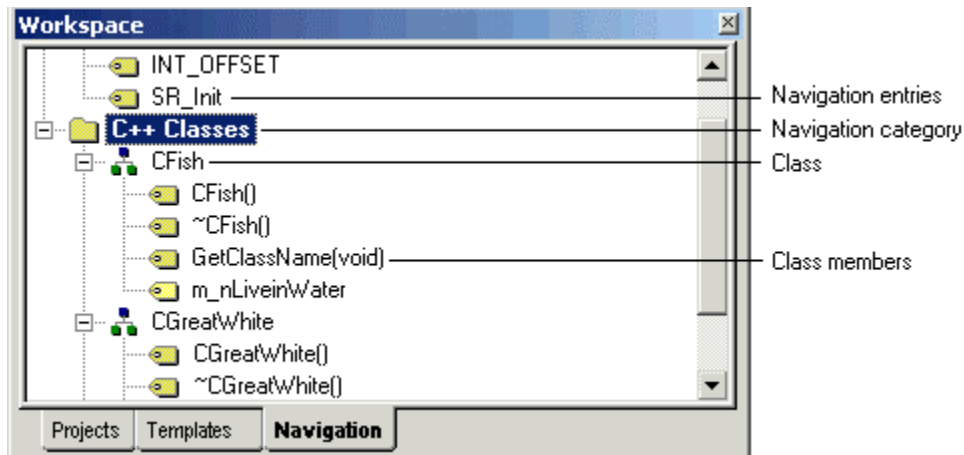 Workspace
INT_OFFSET
SR_Init
Navigation entries
C++ Classes
Navigation category
CFish
Class
CFish()
~CFish()
GetClassName(void)
Class members
m_nLiveinWater
CGreatWhite
CGreatWhite()
~CGreatWhite()
Projects Templates Navigation